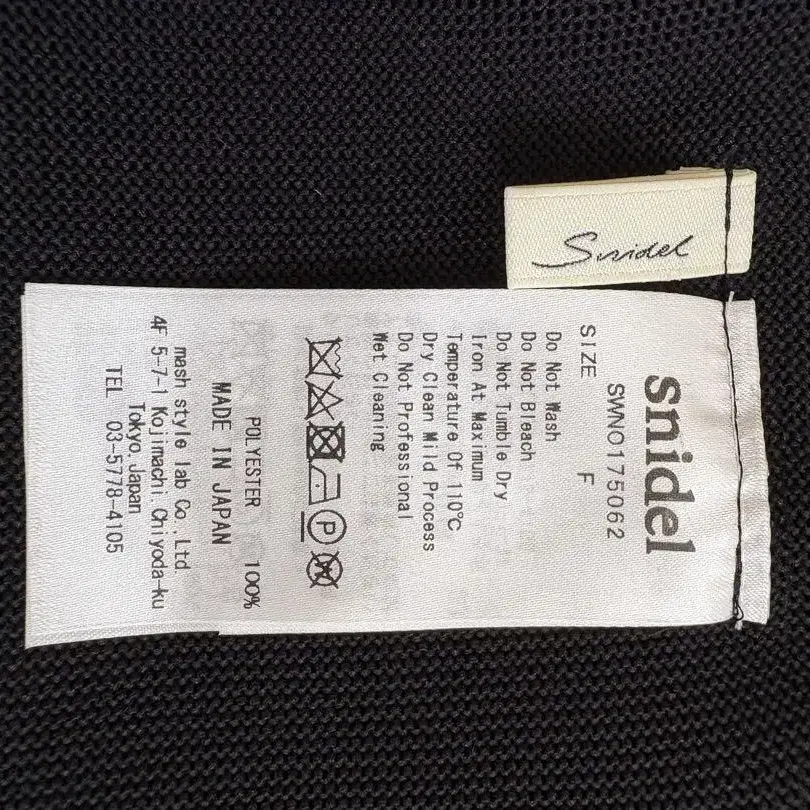 Snidel
snidel
SWNO175062
SIZE F
Do Not Wash
Do Not Bleach
Do Not Tumble Dry
Iron At Maximum
Temperature Of 110℃
Dry Clean Mild Process
Do Not Professional
Wet Cleaning
P
W
POLYESTER 100%
MADE IN JAPAN
mash style lab Co.,Ltd.
4F 5-7-1 Kojimachi.Chiyoda-ku
Tokyo.Japan
TEL 03-5778-4105